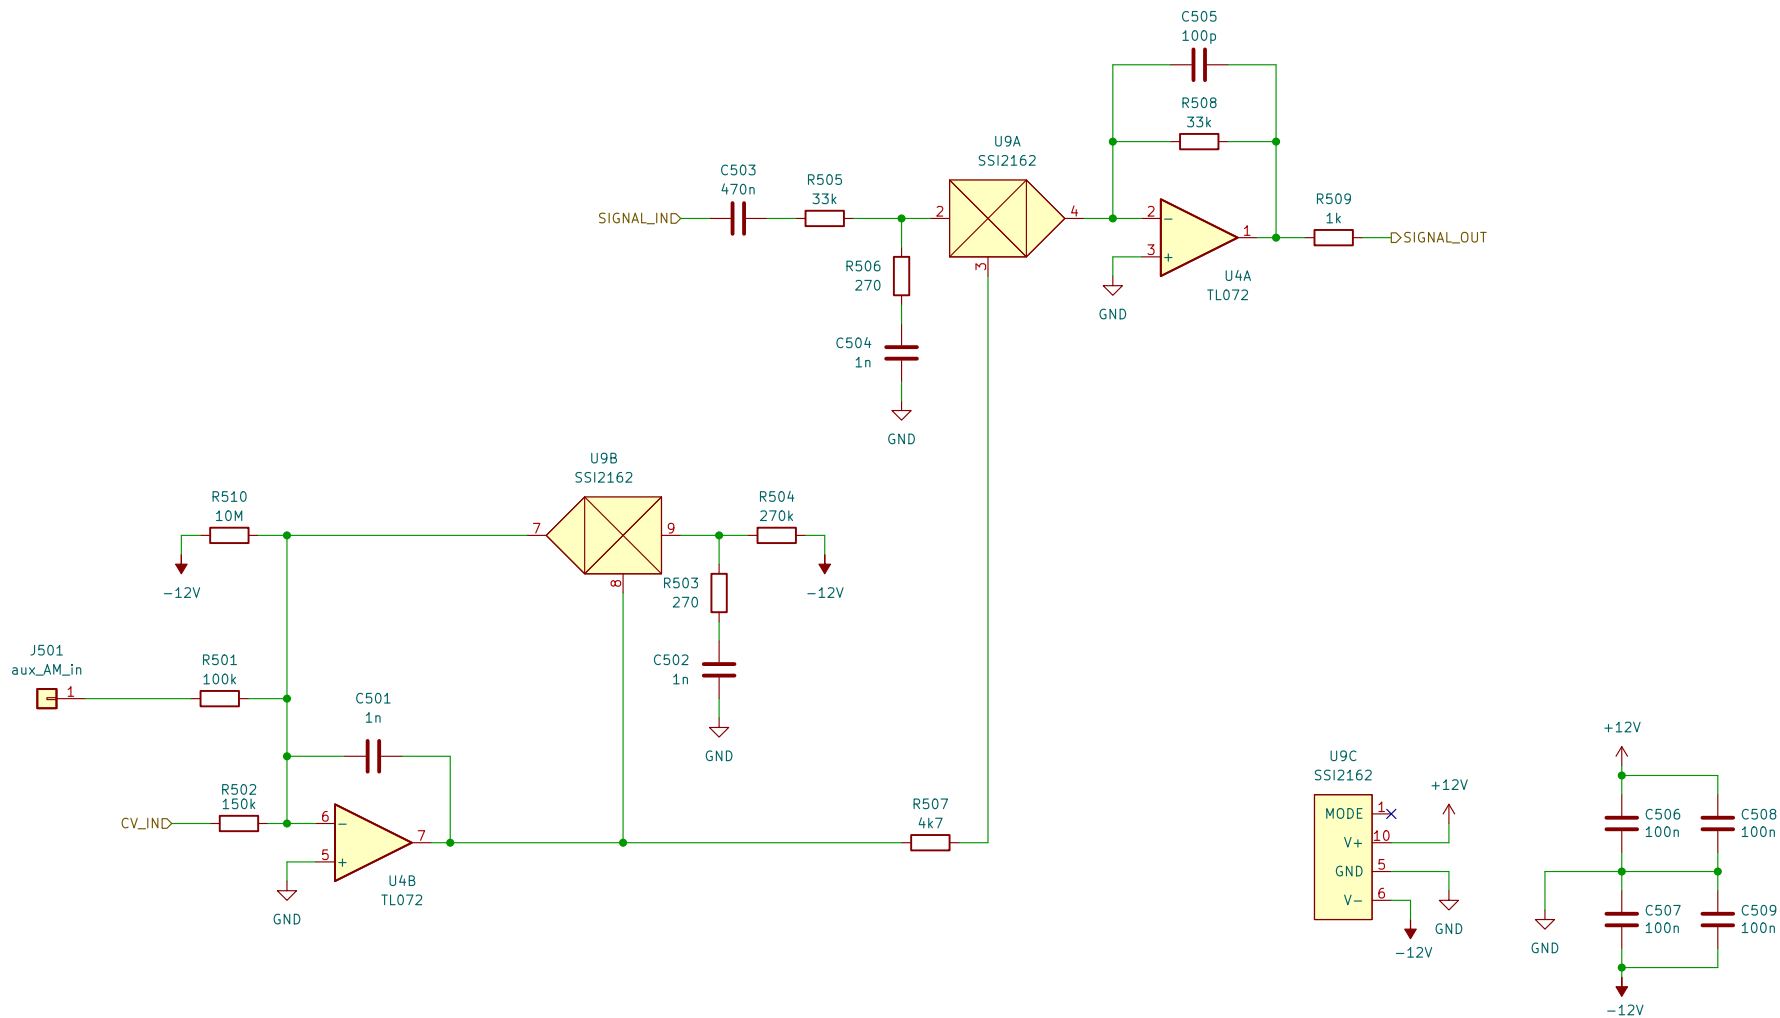 C505
100p
R508
33k
U9A
SSI2162
C503
470n
R505
33k
SIGNAL_IN
2
4
3
R506
270
C504
1n
GND
2
−
3
+
1
U4A
TL072
GND
R509
1k
SIGNAL_OUT
U9B
SSI2162
R510
10M
-12V
7
9
8
R504
270k
-12V
R503
270
C502
1n
GND
J501
aux_AM_in
1
R501
100k
C501
1n
R502
150k
CV_IN
6
−
5
+
7
U4B
TL072
GND
R507
4k7
U9C
SSI2162
MODE
1
V+
10
GND
5
V-
6
+12V
GND
-12V
+12V
C506
100n
C508
100n
GND
C507
100n
C509
100n
-12V